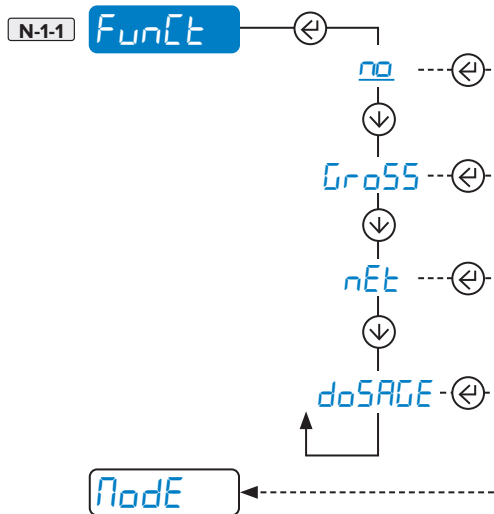 N-1-1 FunCt
no
GroSS
nEt
doSAGE
ModE